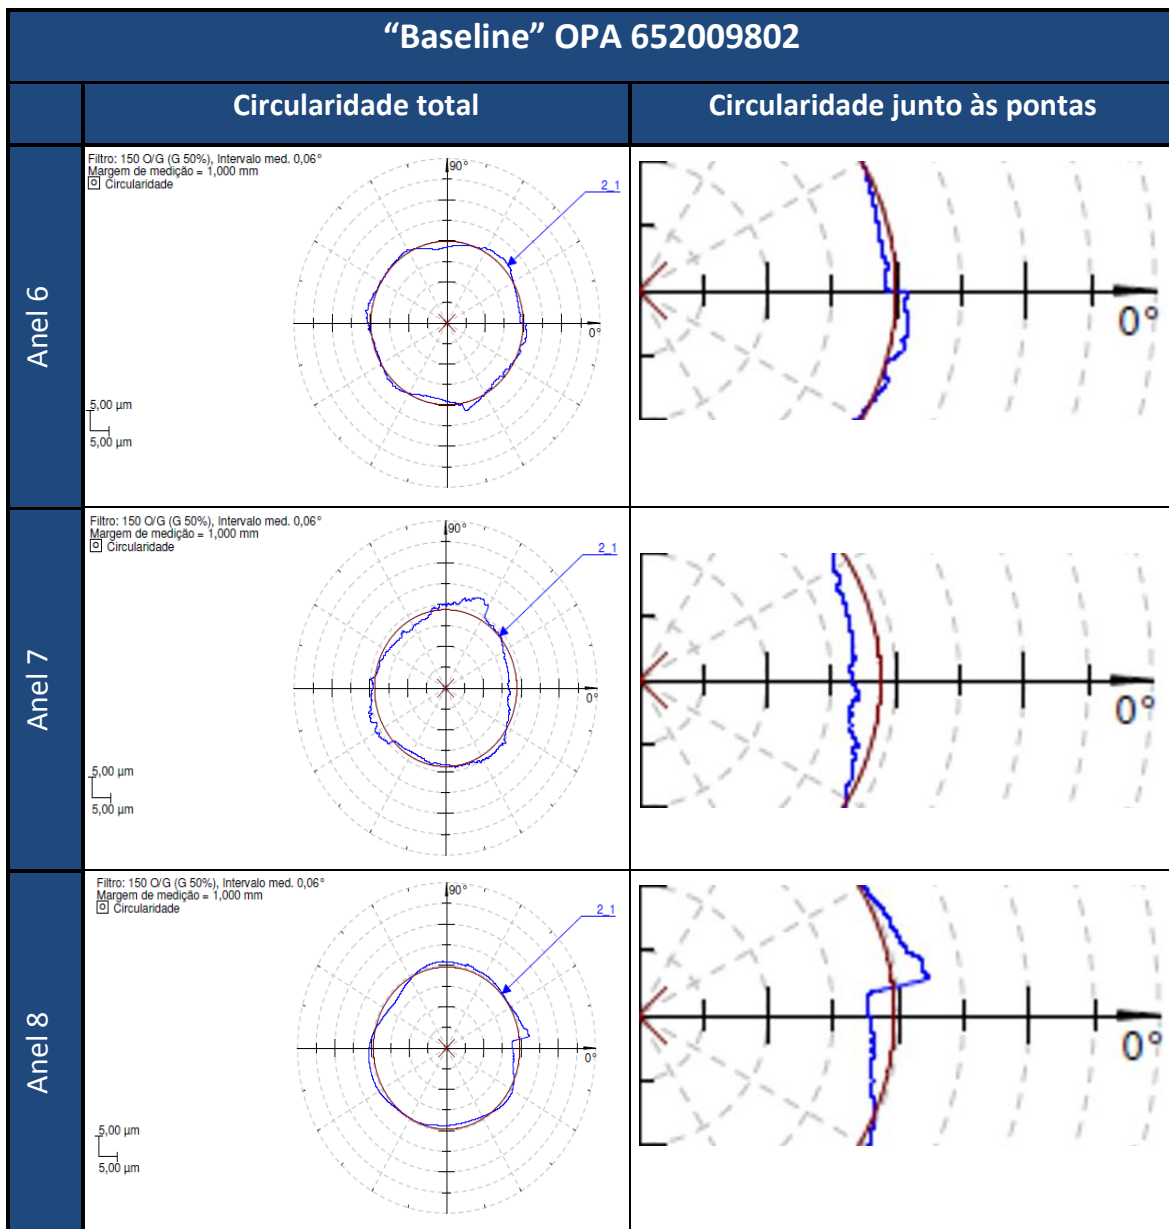 “Baseline” OPA 652009802
Circularidade total
Circularidade junto às pontas
Anel 6
Filtro: 150 O/G (G 50%), Intervalo med. 0,06°
Margem de medição = 1,000 mm
Circularidade
90°
2_1
0°
5,00 µm
5,00 µm
0°
Anel 7
Filtro: 150 O/G (G 50%), Intervalo med. 0,06°
Margem de medição = 1,000 mm
Circularidade
90°
2_1
0°
5,00 µm
5,00 µm
0°
Anel 8
Filtro: 150 O/G (G 50%), Intervalo med. 0,06°
Margem de medição = 1,000 mm
Circularidade
90°
2_1
0°
5,00 µm
5,00 µm
0°